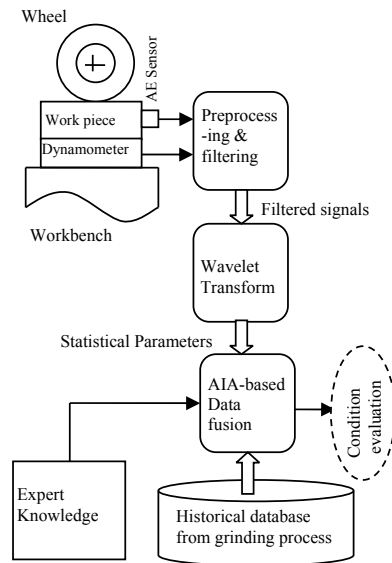 Wheel
AE Sensor
Work piece
Dynamometer
Workbench
Preprocess
-ing &
filtering
Filtered signals
Wavelet
Transform
Statistical Parameters
AIA-based
Data
fusion
Condition
evaluation
Expert
Knowledge
Historical database
from grinding process